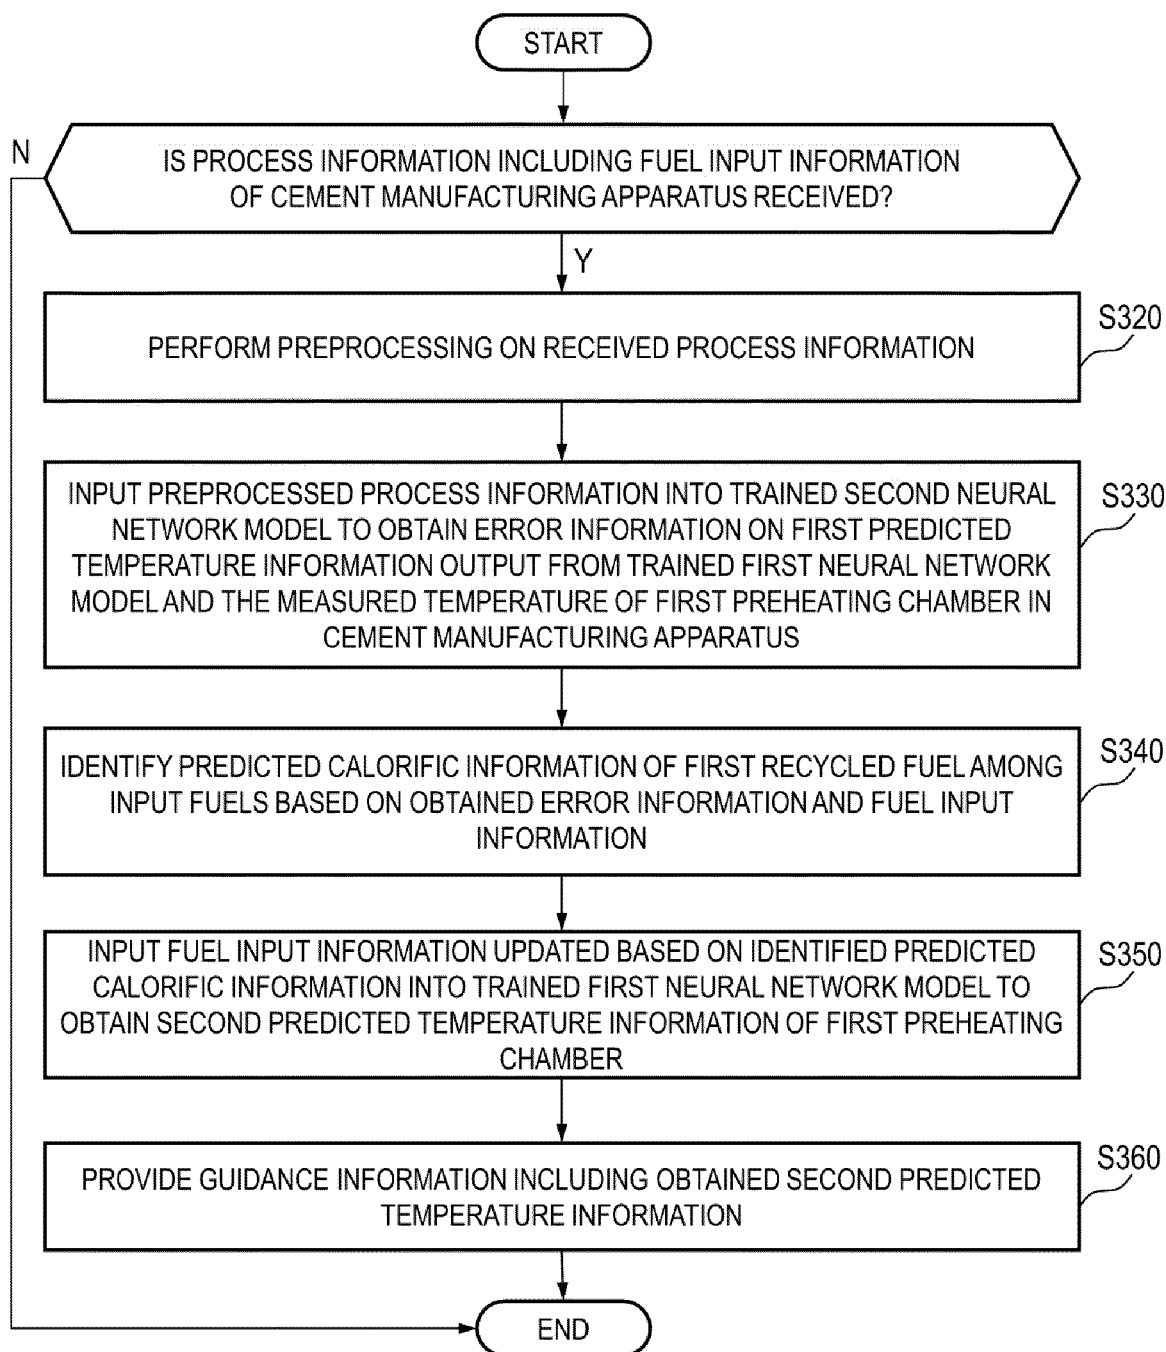 START
N
IS PROCESS INFORMATION INCLUDING FUEL INPUT INFORMATION
OF CEMENT MANUFACTURING APPARATUS RECEIVED?
Y
S320
PERFORM PREPROCESSING ON RECEIVED PROCESS INFORMATION
S330
INPUT PREPROCESSED PROCESS INFORMATION INTO TRAINED SECOND NEURAL
NETWORK MODEL TO OBTAIN ERROR INFORMATION ON FIRST PREDICTED
TEMPERATURE INFORMATION OUTPUT FROM TRAINED FIRST NEURAL NETWORK
MODEL AND THE MEASURED TEMPERATURE OF FIRST PREHEATING CHAMBER IN
CEMENT MANUFACTURING APPARATUS
S340
IDENTIFY PREDICTED CALORIFIC INFORMATION OF FIRST RECYCLED FUEL AMONG
INPUT FUELS BASED ON OBTAINED ERROR INFORMATION AND FUEL INPUT
INFORMATION
S350
INPUT FUEL INPUT INFORMATION UPDATED BASED ON IDENTIFIED PREDICTED
CALORIFIC INFORMATION INTO TRAINED FIRST NEURAL NETWORK MODEL TO
OBTAIN SECOND PREDICTED TEMPERATURE INFORMATION OF FIRST PREHEATING
CHAMBER
S360
PROVIDE GUIDANCE INFORMATION INCLUDING OBTAINED SECOND PREDICTED
TEMPERATURE INFORMATION
END